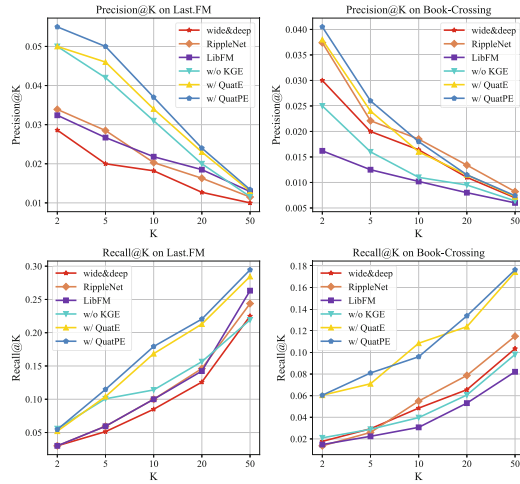 Precision@K on Last.FM
Precision@K
0.05
0.04
0.03
0.02
0.01
wide&deep
RippleNet
LibFM
w/o KGE
w/ QuatE
w/ QuatPE
2
5
10
20
50
K
Precision@K on Book-Crossing
Precision@K
0.040
0.035
0.030
0.025
0.020
0.015
0.010
0.005
wide&deep
RippleNet
LibFM
w/o KGE
w/ QuatE
w/ QuatPE
2
5
10
20
50
K
Recall@K on Last.FM
Recall@K
0.30
0.25
0.20
0.15
0.10
0.05
wide&deep
RippleNet
LibFM
w/o KGE
w/ QuatE
w/ QuatPE
2
5
10
20
50
K
Recall@K on Book-Crossing
Recall@K
0.18
0.16
0.14
0.12
0.10
0.08
0.06
0.04
0.02
wide&deep
RippleNet
LibFM
w/o KGE
w/ QuatE
w/ QuatPE
2
5
10
20
50
K